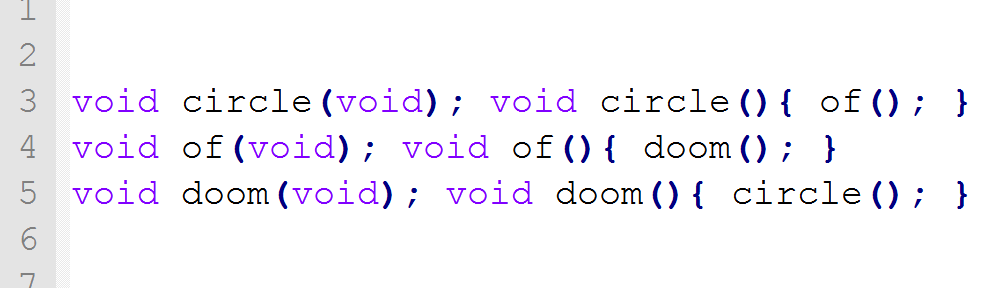 1
2
3 void circle(void); void circle(){ of(); }
4 void of(void); void of(){ doom(); }
5 void doom(void); void doom(){ circle(); }
6
7